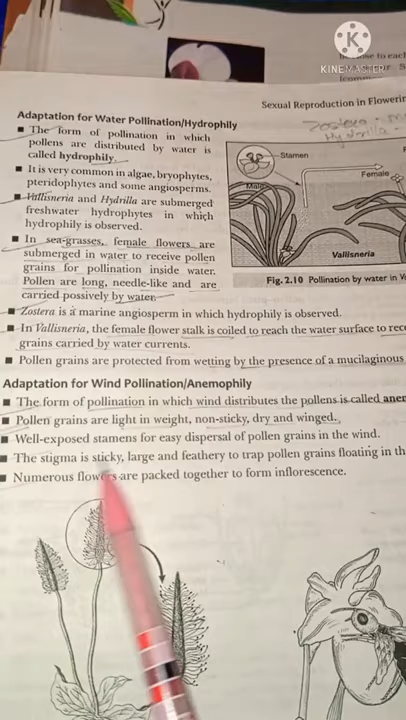 K
KINEMASTER
to each
Sexual Reproduction in Flowerin
Zostera
Hydrilla
Adaptation for Water Pollination/Hydrophily
■ The form of pollination in which
pollens are distributed by water is
called hydrophily.
■ It is very common in algae, bryophytes,
pteridophytes and some angiosperms.
■ Vallisneria and Hydrilla are submerged
freshwater hydrophytes in which
hydrophily is observed.
■ In sea-grasses, female flowers are
submerged in water to receive pollen
grains for pollination inside water.
Pollen are long, needle-like and are
carried possively by water.
Stamen
Male
Female
Vallisneria
Fig. 2.10 Pollination by water in Va
■ Zostera is a marine angiosperm in which hydrophily is observed.
■ In Vallisneria, the female flower stalk is coiled to reach the water surface to rece
grains carried by water currents.
■ Pollen grains are protected from wetting by the presence of a mucilaginous
Adaptation for Wind Pollination/Anemophily
■ The form of pollination in which wind distributes the pollens is called anem
■ Pollen grains are light in weight, non-sticky, dry and winged.
■ Well-exposed stamens for easy dispersal of pollen grains in the wind.
■ The stigma is sticky, large and feathery to trap pollen grains floating in th
■ Numerous flowers are packed together to form inflorescence.